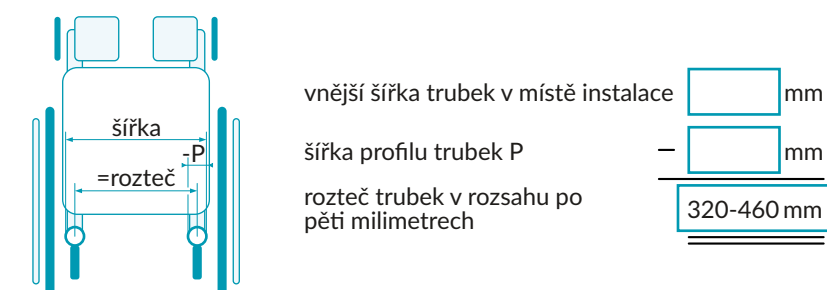 šířka
-P
=rozteč
vnější šířka trubek v místě instalace mm
šířka profilu trubek P − mm
rozteč trubek v rozsahu po
pěti milimetrech
320-460 mm